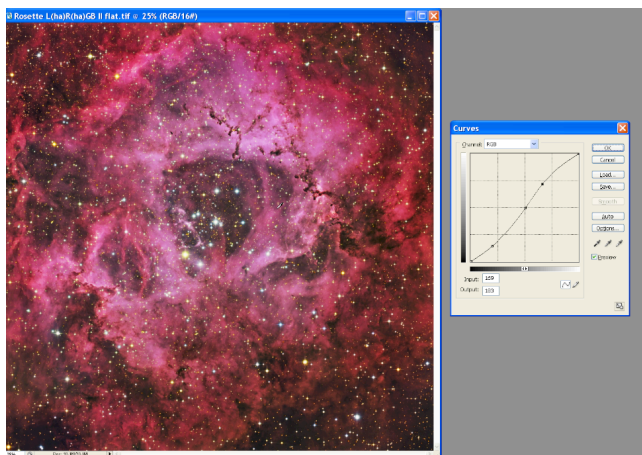 Rosette L(ha)R(ha)GB II flat.tif @ 25% (RGB/16#)
Curves
Channel: RGB
OK
Cancel
Load...
Save...
Smooth
Auto
Options...
Preview
Input: 169
Output: 183